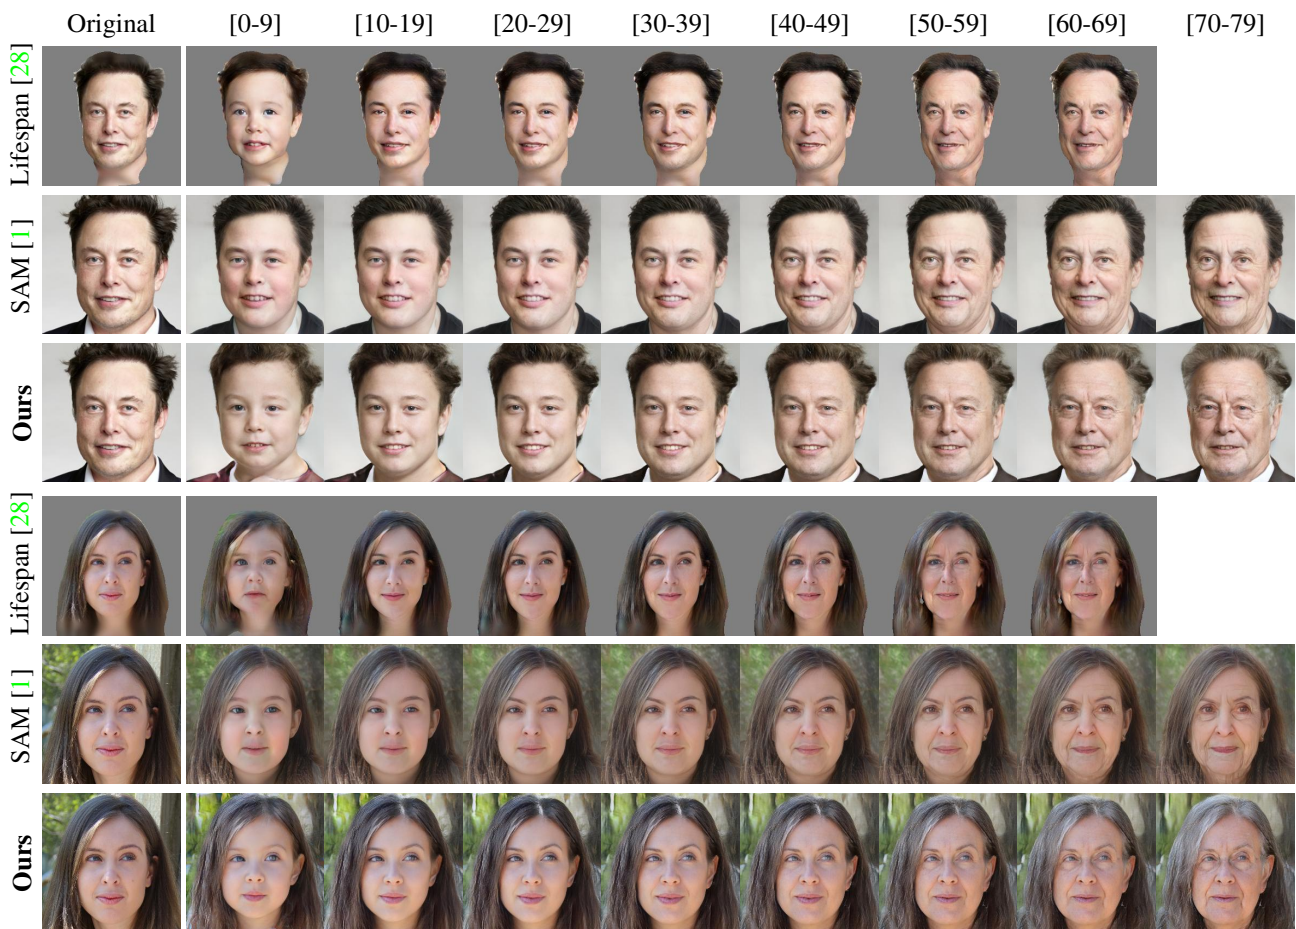 Original [0-9] [10-19] [20-29] [30-39] [40-49] [50-59] [60-69] [70-79]
Lifespan [28]
SAM [1]
Ours
Lifespan [28]
SAM [1]
Ours